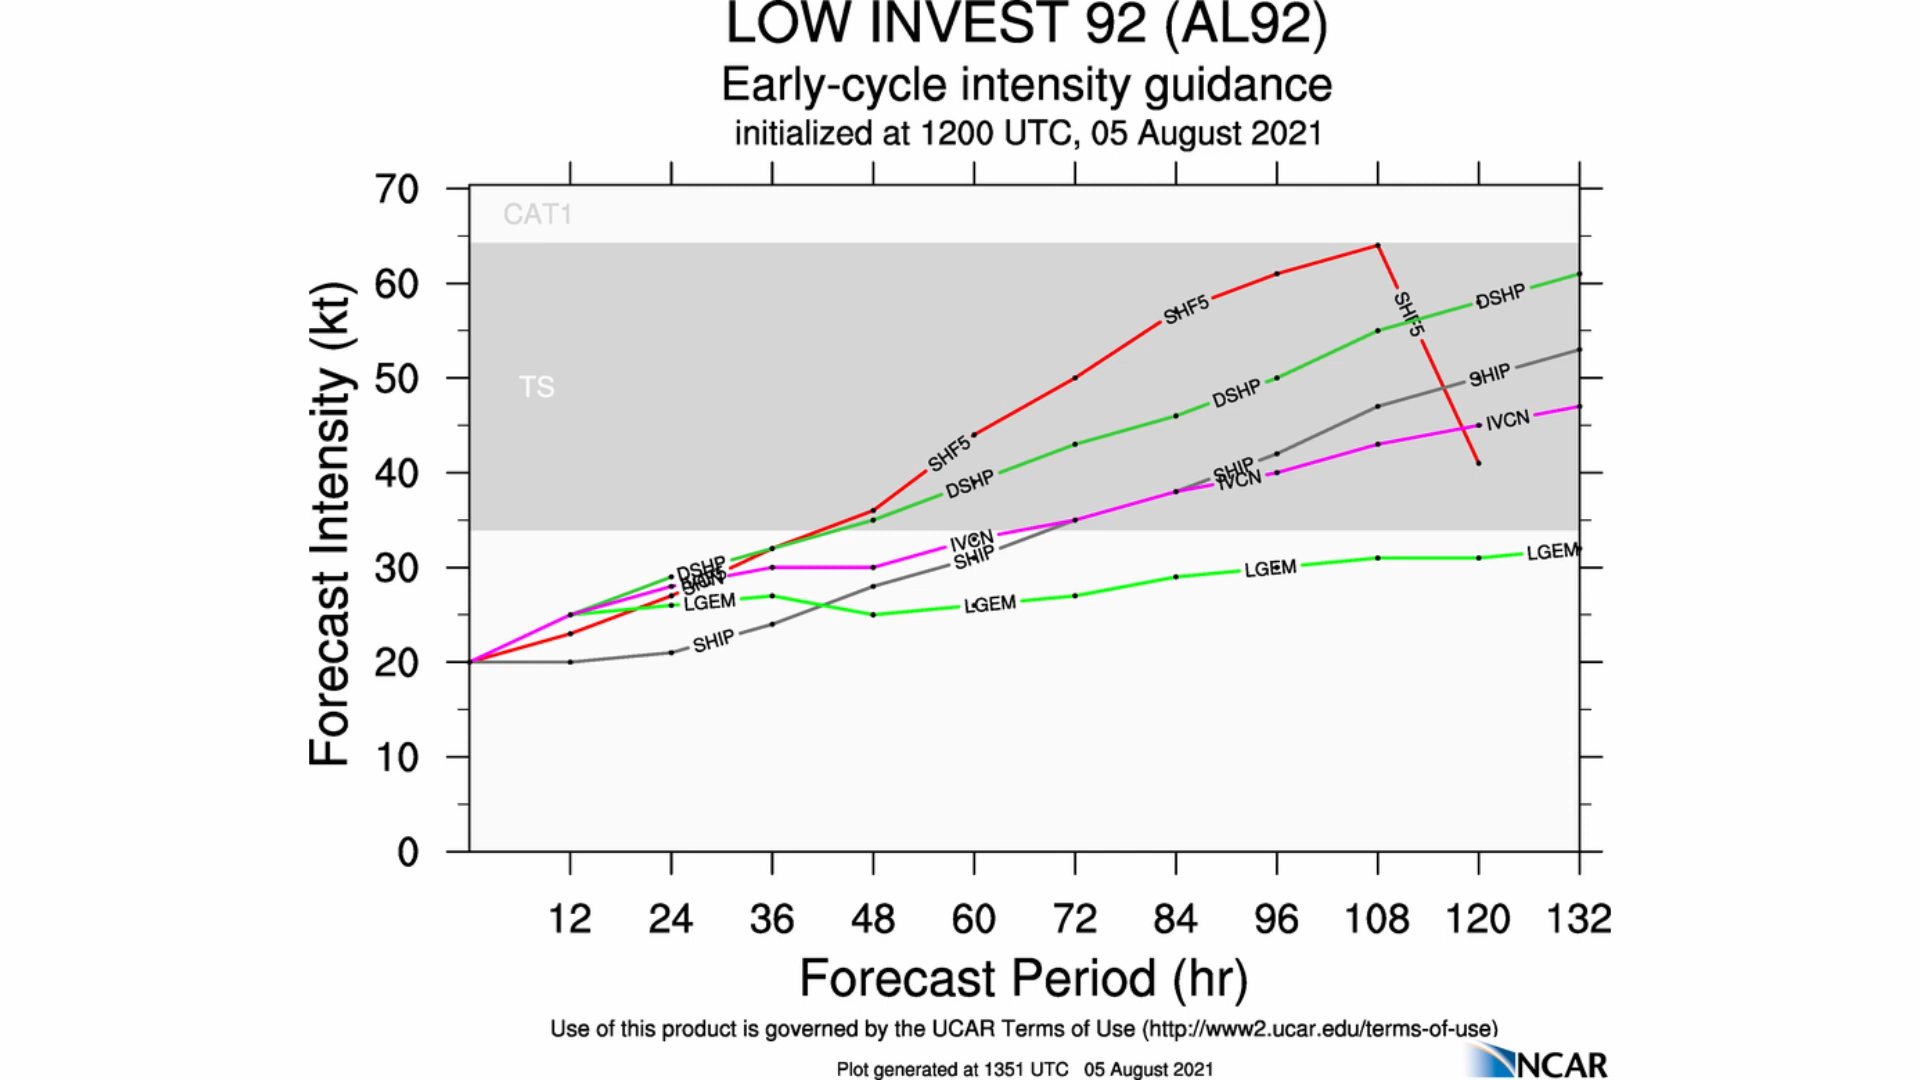 LOW INVEST 92 (AL92)
Early-cycle intensity guidance
initialized at 1200 UTC, 05 August 2021
70
CAT1
60
SHF5
SHF5
DSHP
50
TS
DSHP
SHIP
IVCN
SHF5
40
DSHP
SHIP
IVCN
IVCN
SHIP
30
DSHP
LGEM
LGEM
LGEM
LGEM
SHIP
20
10
0
Forecast Intensity (kt)
12 24 36 48 60 72 84 96 108 120 132
Forecast Period (hr)
Use of this product is governed by the UCAR Terms of Use (http://www2.ucar.edu/terms-of-use)
NCAR
Plot generated at 1351 UTC 05 August 2021